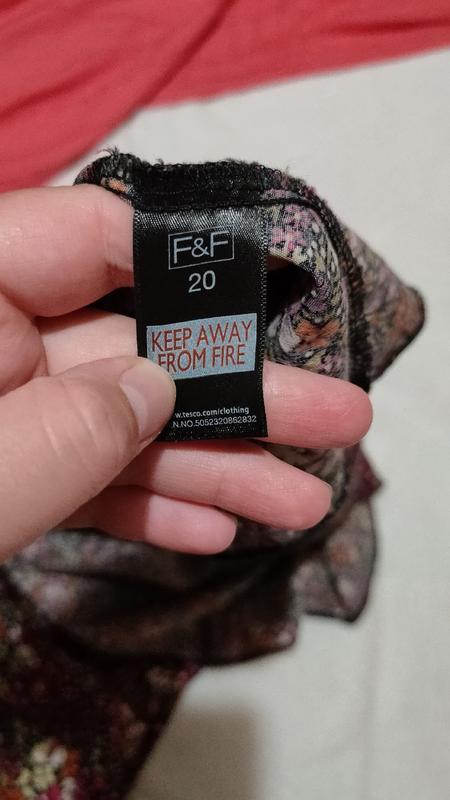 F&F
20
KEEP AWAY
FROM FIRE
w.tesco.com/clothing
N.NO.5052320862832